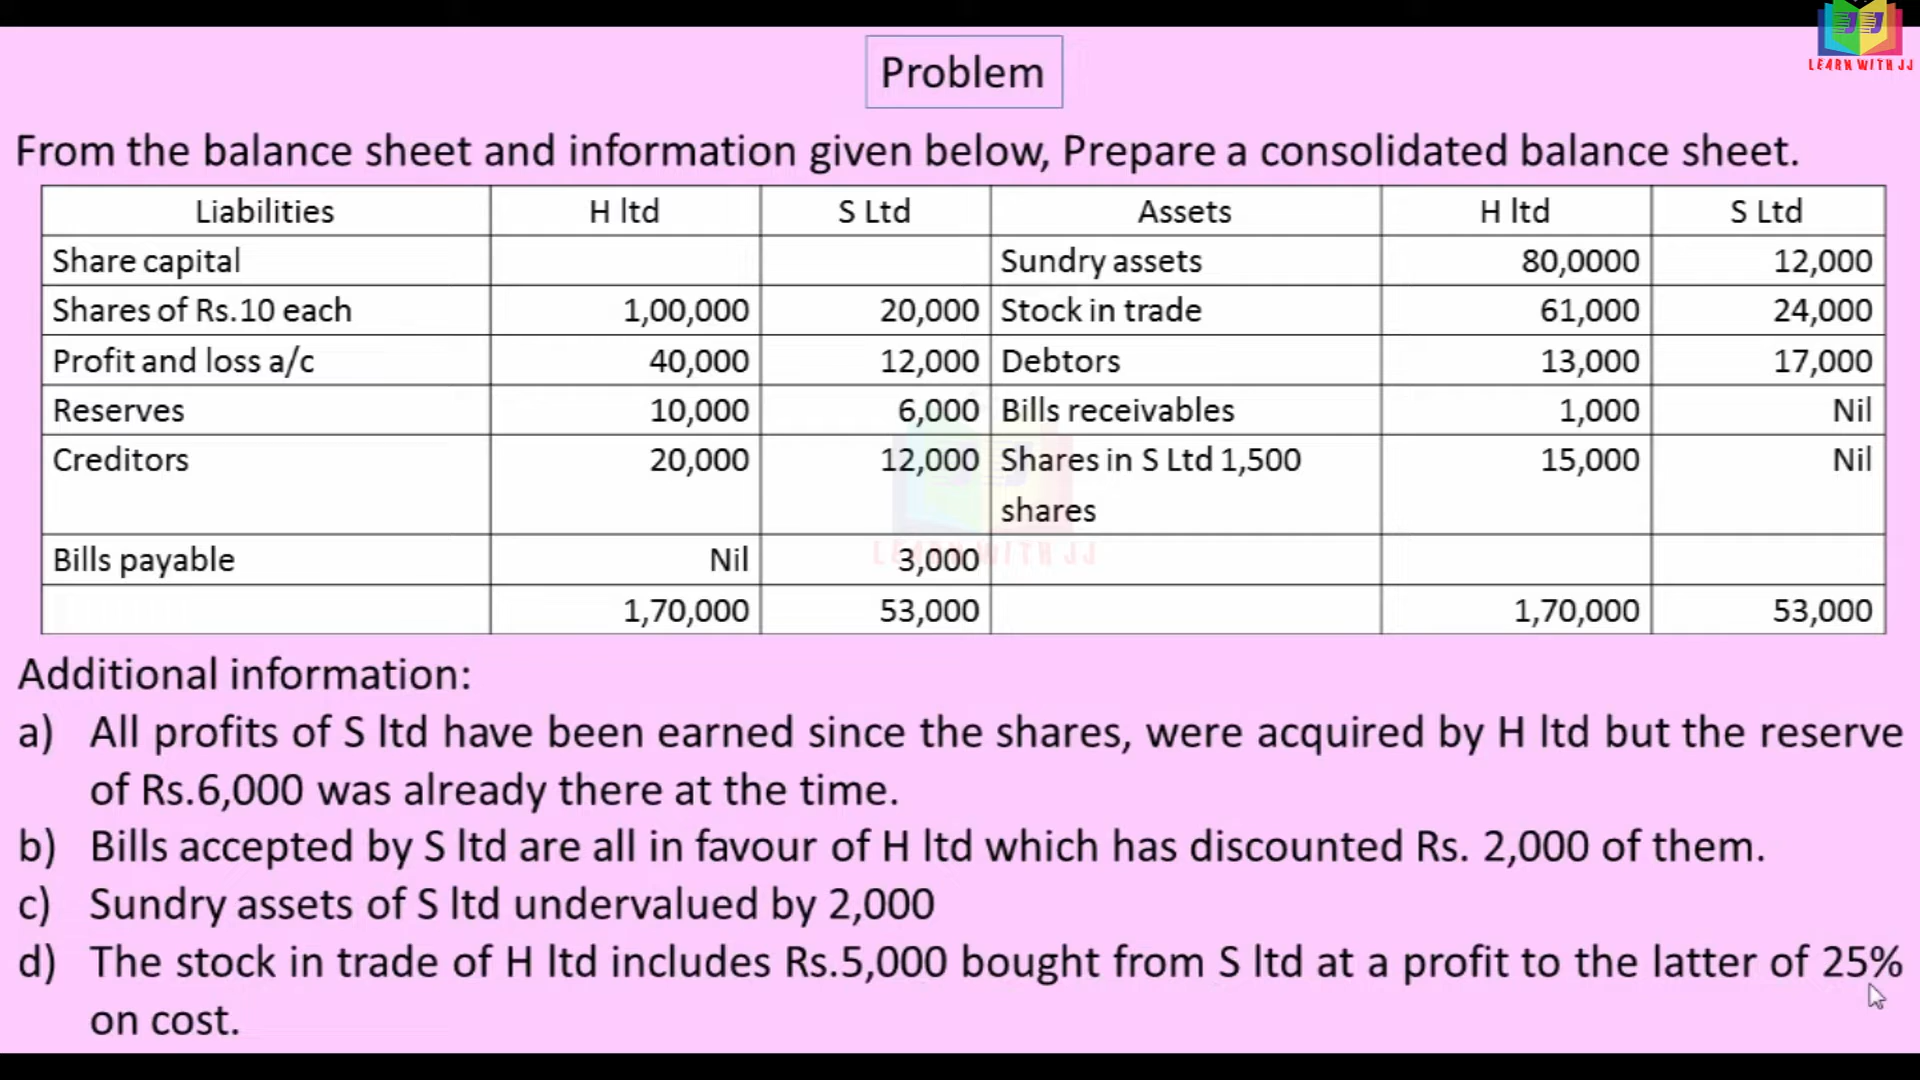 LEARN WITH JJ
Problem
From the balance sheet and information given below, Prepare a consolidated balance sheet.
Liabilities H ltd S Ltd Assets H ltd S Ltd
Share capital Sundry assets 80,0000 12,000
Shares of Rs.10 each 1,00,000 20,000 Stock in trade 61,000 24,000
Profit and loss a/c 40,000 12,000 Debtors 13,000 17,000
Reserves 10,000 6,000 Bills receivables 1,000 Nil
Creditors 20,000 12,000 Shares in S Ltd 1,500 15,000 Nil
shares
LEARN WITH JJ
Bills payable Nil 3,000
1,70,000 53,000 1,70,000 53,000
Additional information:
a) All profits of S ltd have been earned since the shares, were acquired by H ltd but the reserve
of Rs.6,000 was already there at the time.
b) Bills accepted by S ltd are all in favour of H ltd which has discounted Rs. 2,000 of them.
c) Sundry assets of S ltd undervalued by 2,000
d) The stock in trade of H ltd includes Rs.5,000 bought from S ltd at a profit to the latter of 25%
on cost.